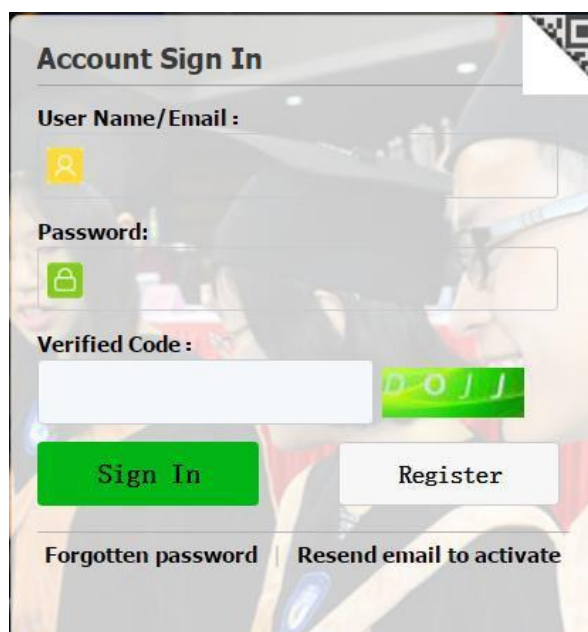 Account Sign In
User Name/Email :
Password:
Verified Code :
Sign In
Register
Forgotten password | Resend email to activate